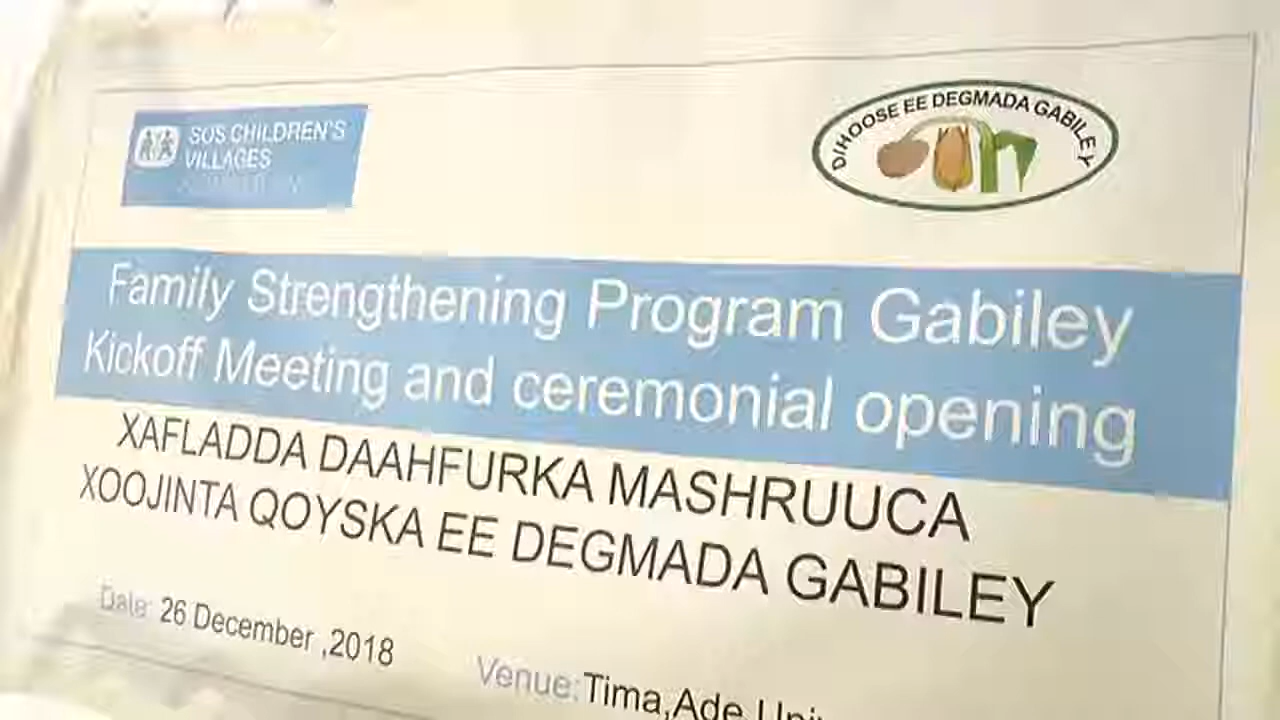 SOS CHILDREN'S
VILLAGES
DIHOOSE EE DEGMADA GABILEY
Family Strengthening Program Gabiley
Kickoff Meeting and ceremonial opening
XAFLADDA DAAHFURKA MASHRUUCA
XOOJINTA QOYSKA EE DEGMADA GABILEY
Date: 26 December ,2018
Venue:Tima,Ade